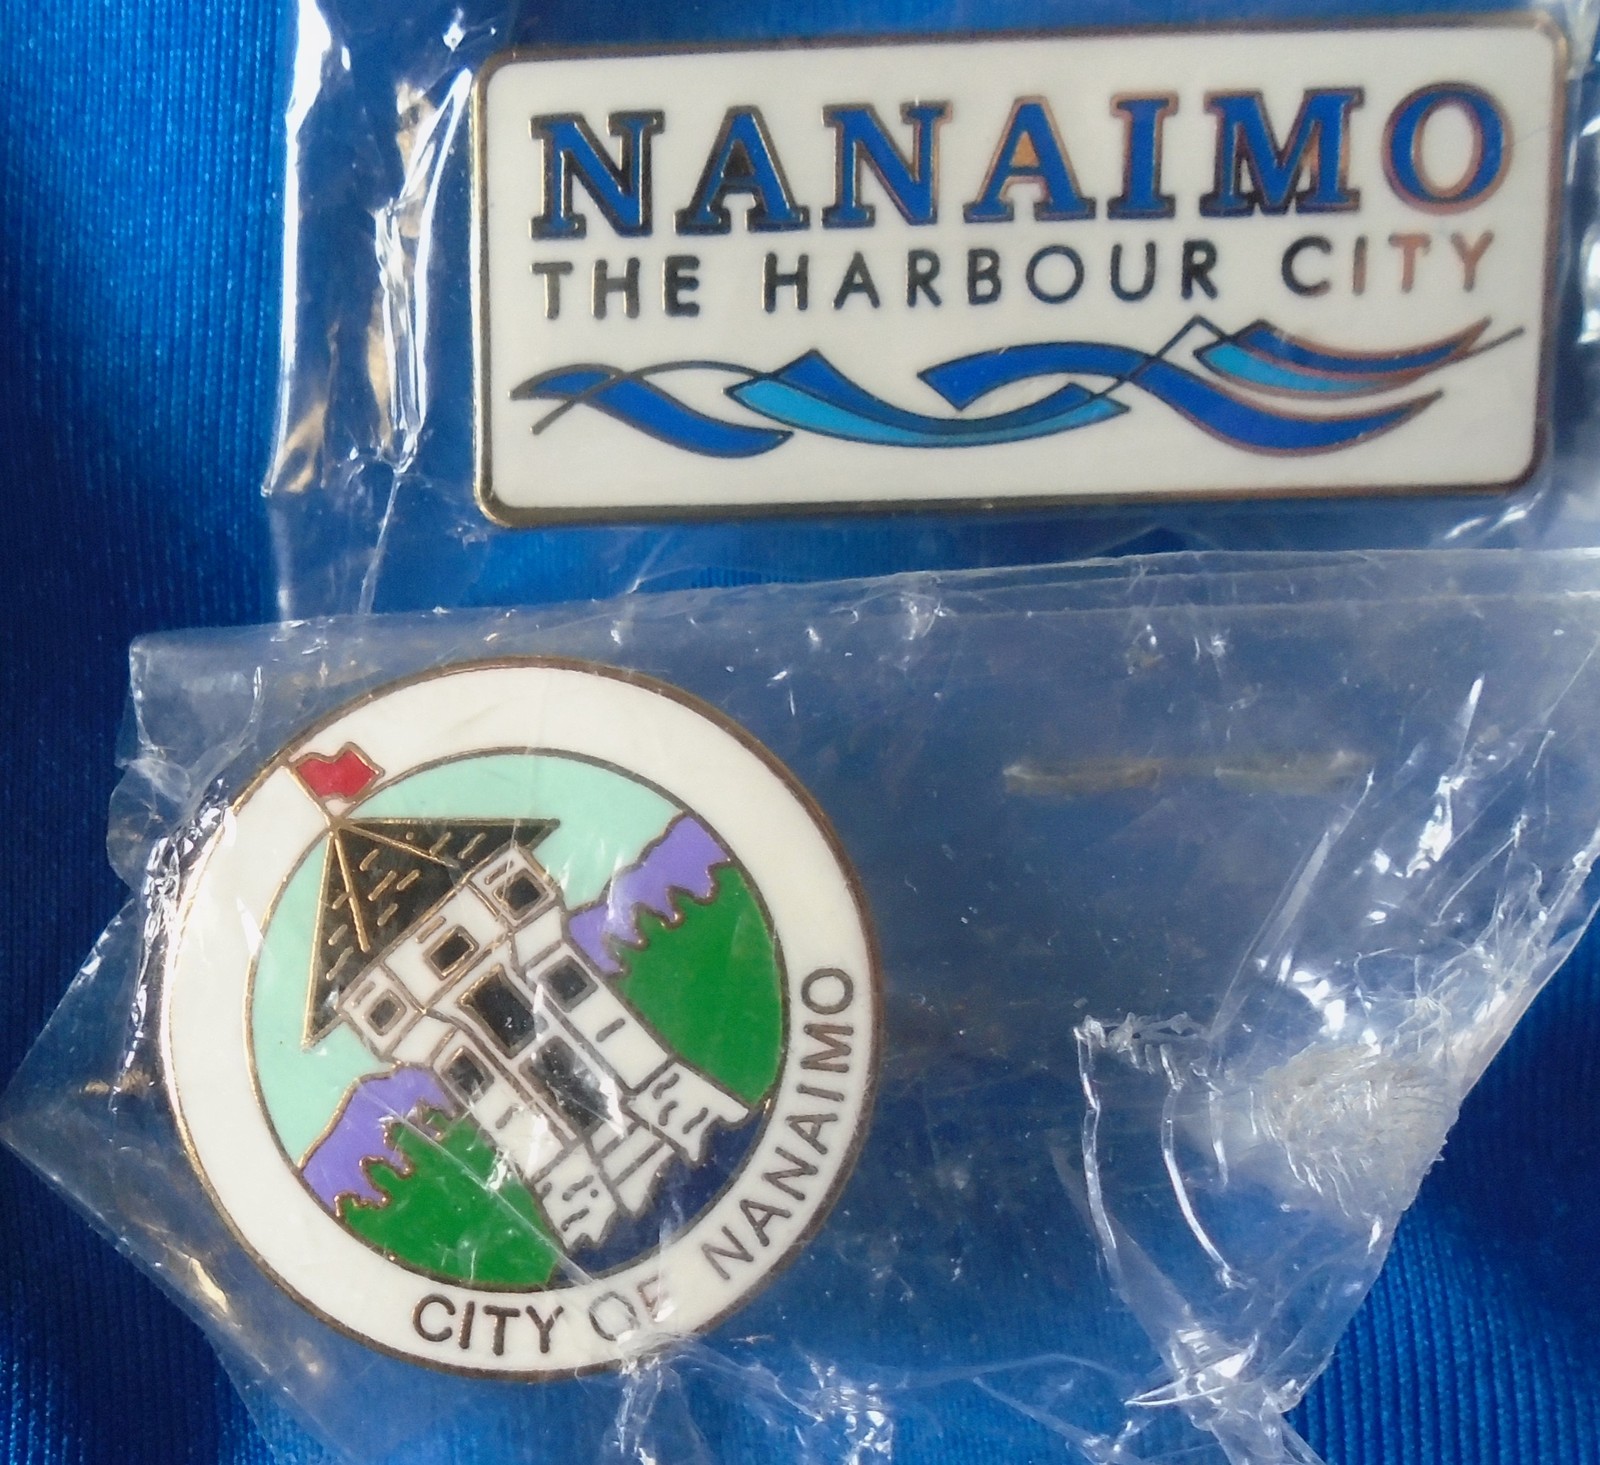 NANAIMO
THE HARBOUR CITY
CITY OF NANAIMO